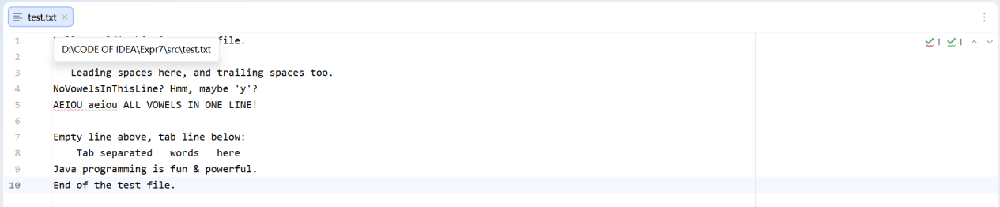 test.txt
1 file.
D:\CODE OF IDEA\Expr7\src\test.txt
1 1
2
3    Leading spaces here, and trailing spaces too.
4 NoVowelsInThisLine? Hmm, maybe 'y'?
5 AEIOU aeiou ALL VOWELS IN ONE LINE!
6
7 Empty line above, tab line below:
8     Tab separated   words   here
9 Java programming is fun & powerful.
10 End of the test file.